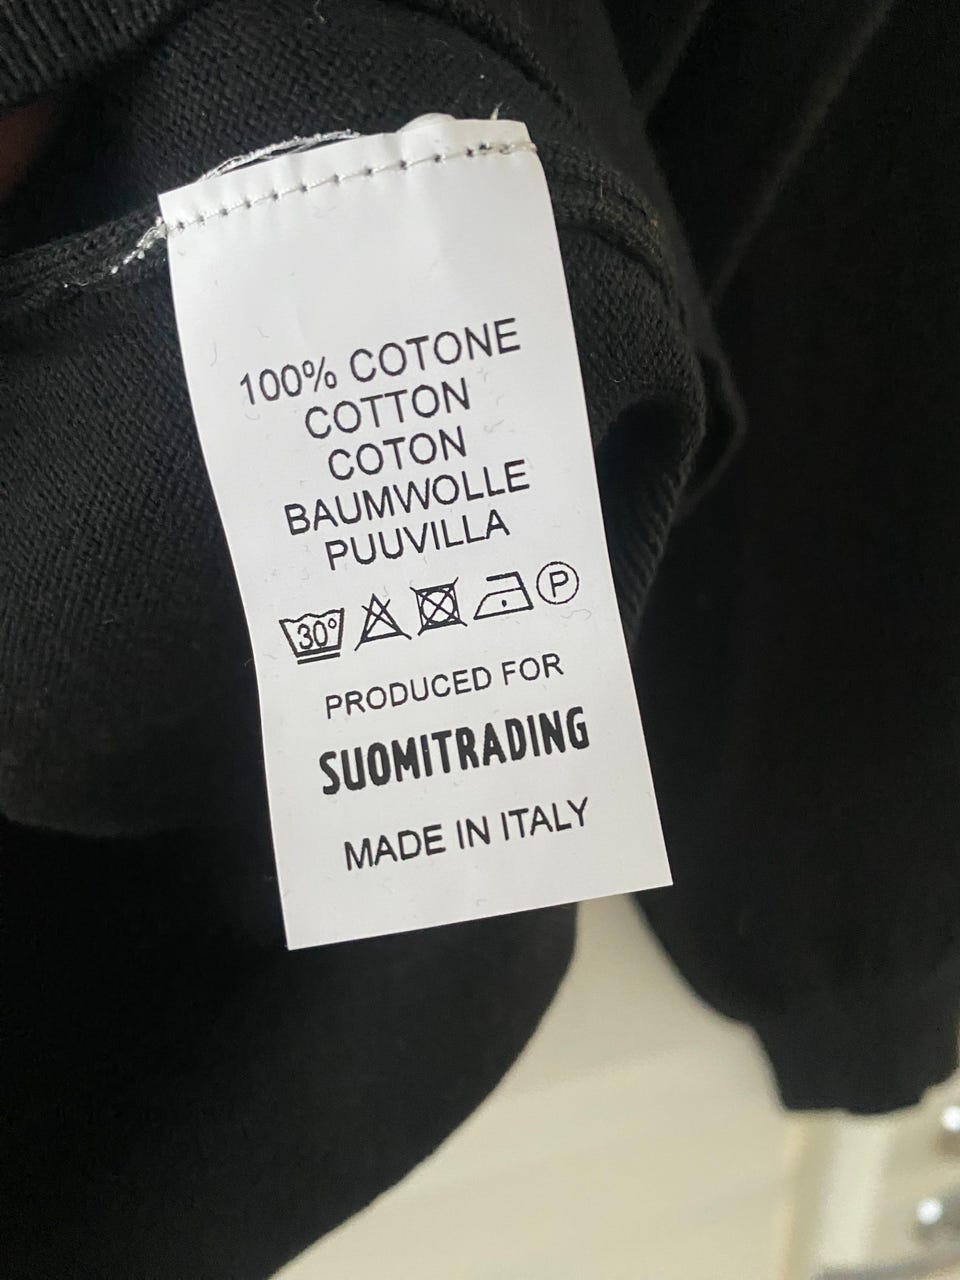 100% COTONE
COTTON
COTON
BAUMWOLLE
PUUVILLA
30° P
PRODUCED FOR
SUOMITRADING
MADE IN ITALY